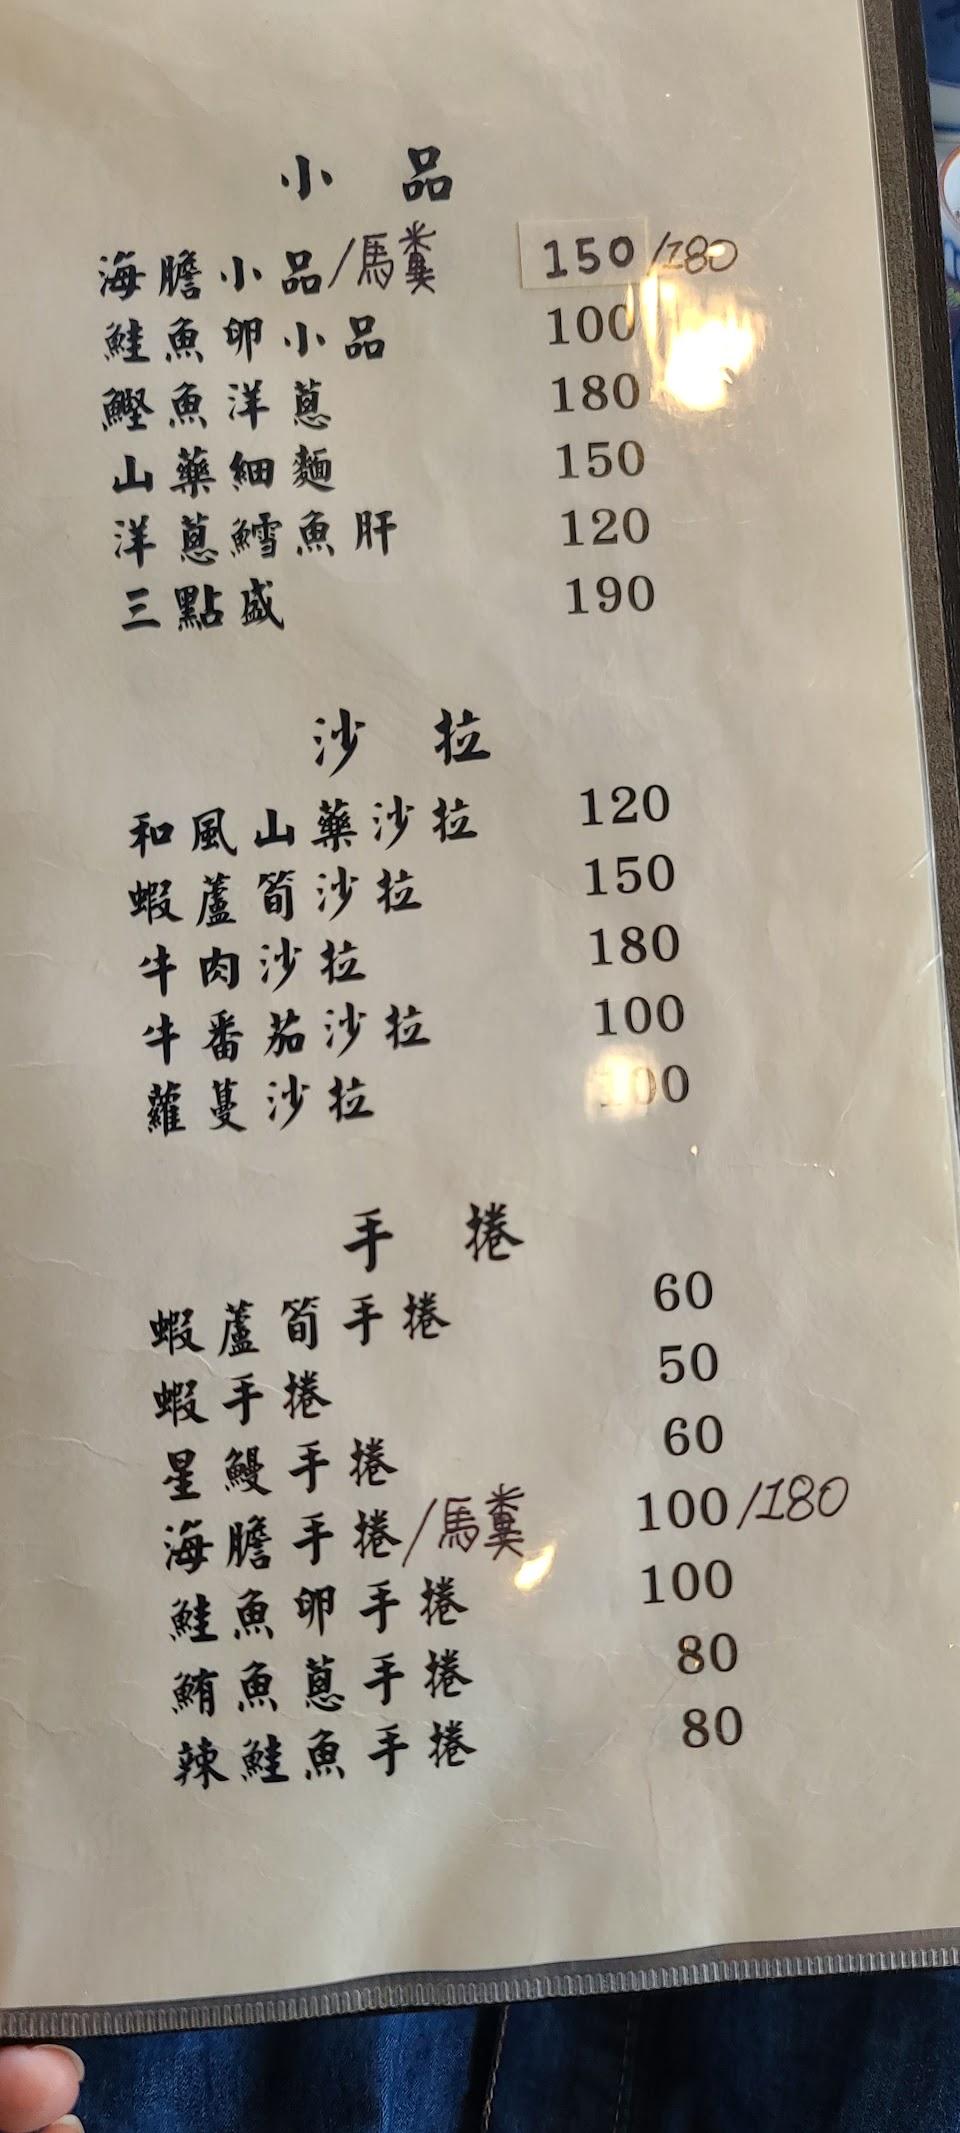 小品
海膽小品/馬糞 150/180
鮭魚卵小品 100
鰹魚洋蔥 180
山藥細麵 150
洋蔥鱈魚肝 120
三點盛 190
沙拉
和風山藥沙拉 120
蝦蘆筍沙拉 150
牛肉沙拉 180
牛番茄沙拉 100
蘿蔓沙拉 100
手捲
蝦蘆筍手捲 60
蝦手捲 50
星鰻手捲 60
海膽手捲/馬糞 100/180
鮭魚卵手捲 100
鮪魚蔥手捲 80
辣鮭魚手捲 80